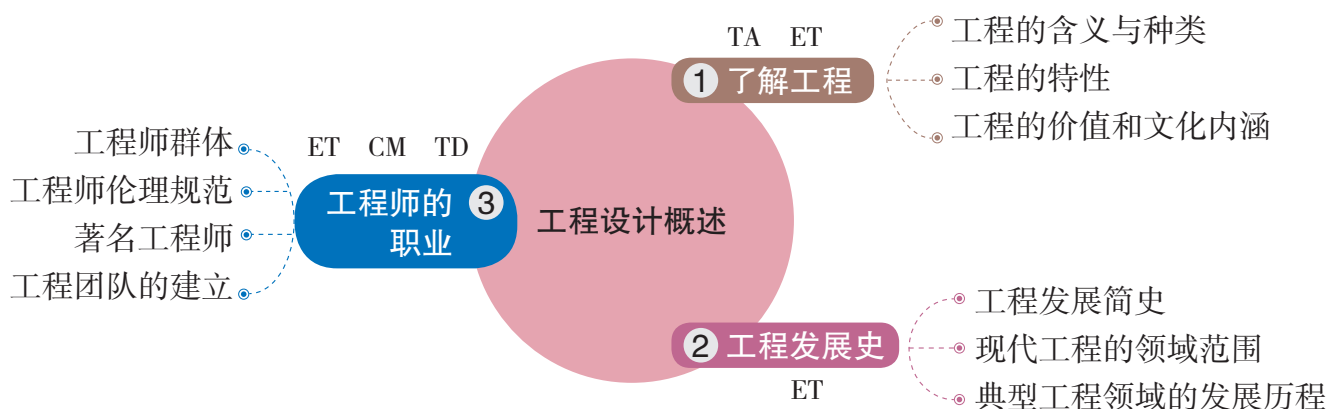 TA ET
1 了解工程
工程的含义与种类
工程的特性
工程的价值和文化内涵
工程设计概述
2 工程发展史
ET
工程发展简史
现代工程的领域范围
典型工程领域的发展历程
ET CM TD
工程师的 3
职业
工程师群体
工程师伦理规范
著名工程师
工程团队的建立